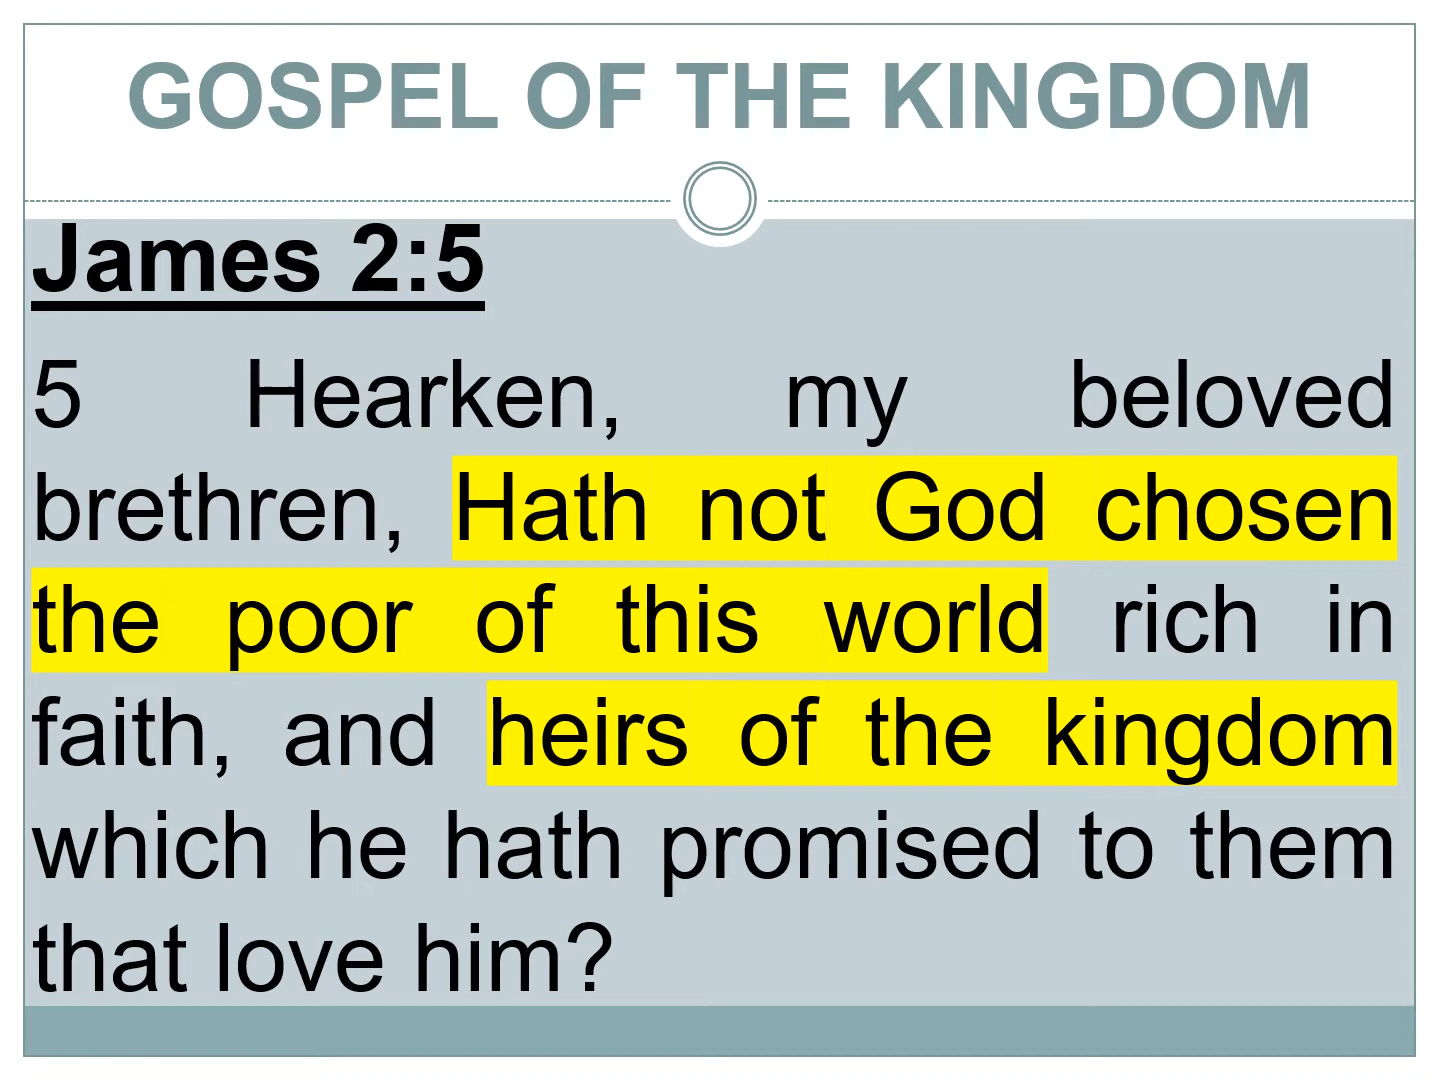 GOSPEL OF THE KINGDOM
James 2:5
5 Hearken, my beloved
brethren, Hath not God chosen
the poor of this world rich in
faith, and heirs of the kingdom
which he hath promised to them
that love him?